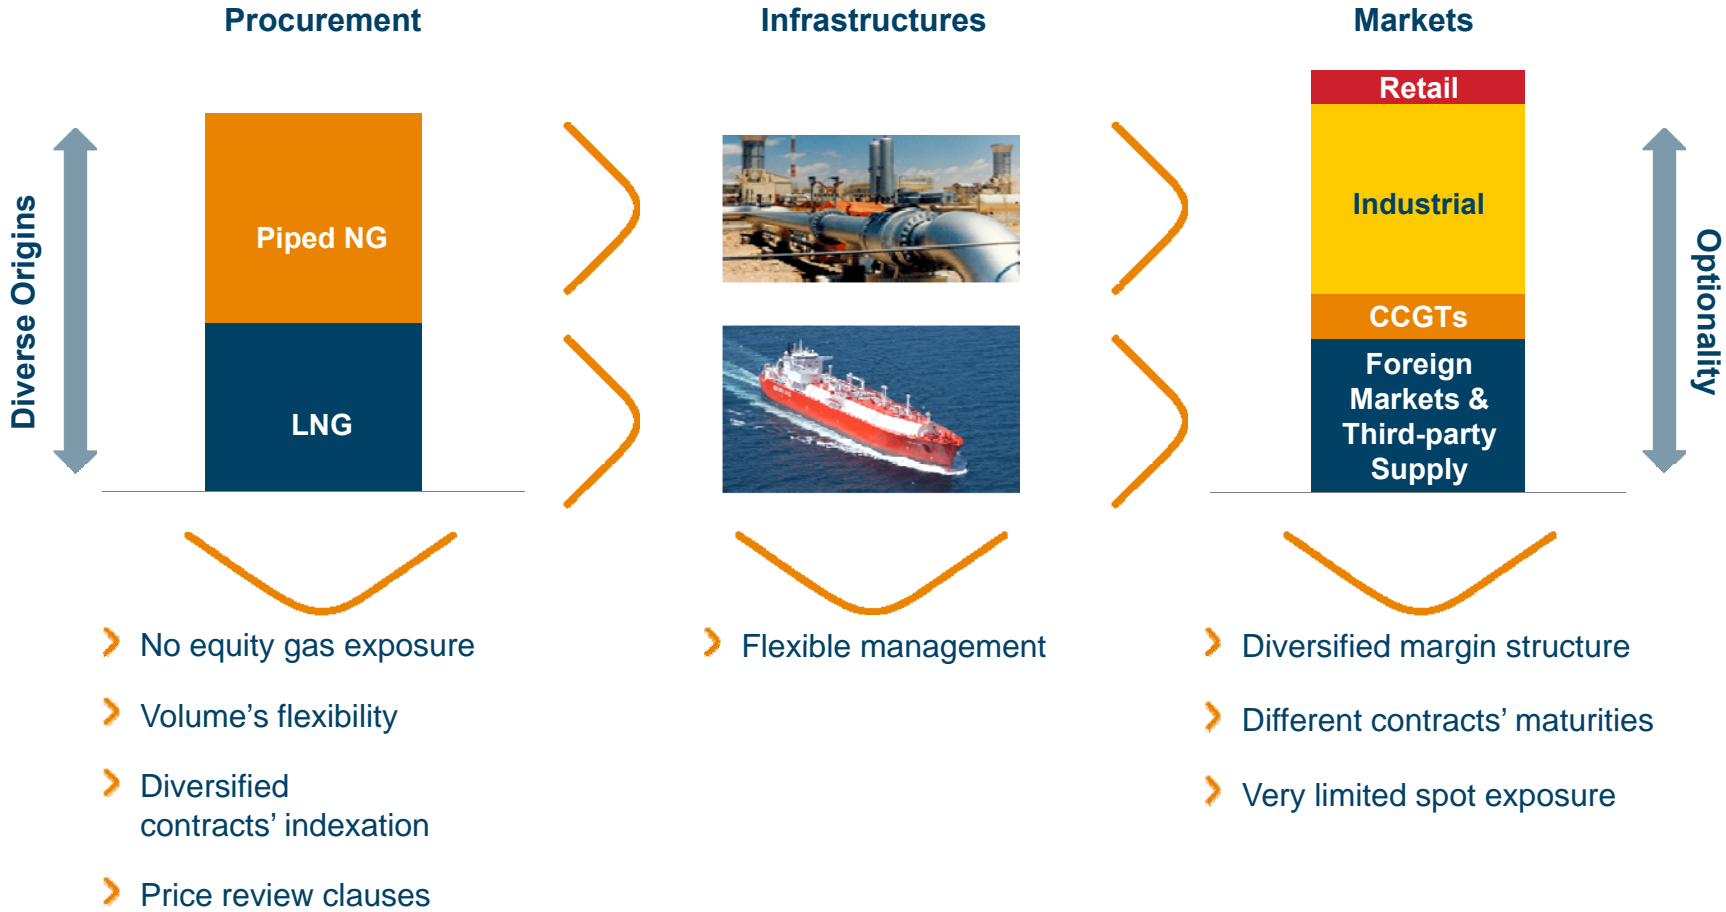 Procurement
Infrastructures
Markets
Diverse Origins
Piped NG
LNG
Retail
Industrial
CCGTs
Foreign
Markets &
Third-party
Supply
Optionality
No equity gas exposure
Volume’s flexibility
Diversified
contracts’ indexation
Price review clauses
Flexible management
Diversified margin structure
Different contracts’ maturities
Very limited spot exposure